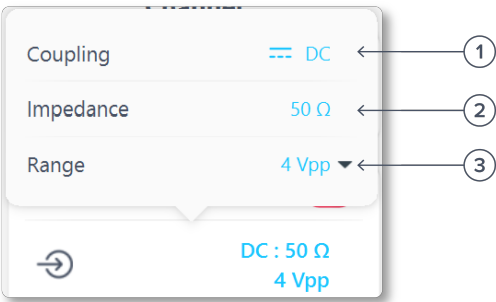 Coupling DC 1
Impedance 50 Ω 2
Range 4 Vpp 3
DC : 50 Ω
4 Vpp